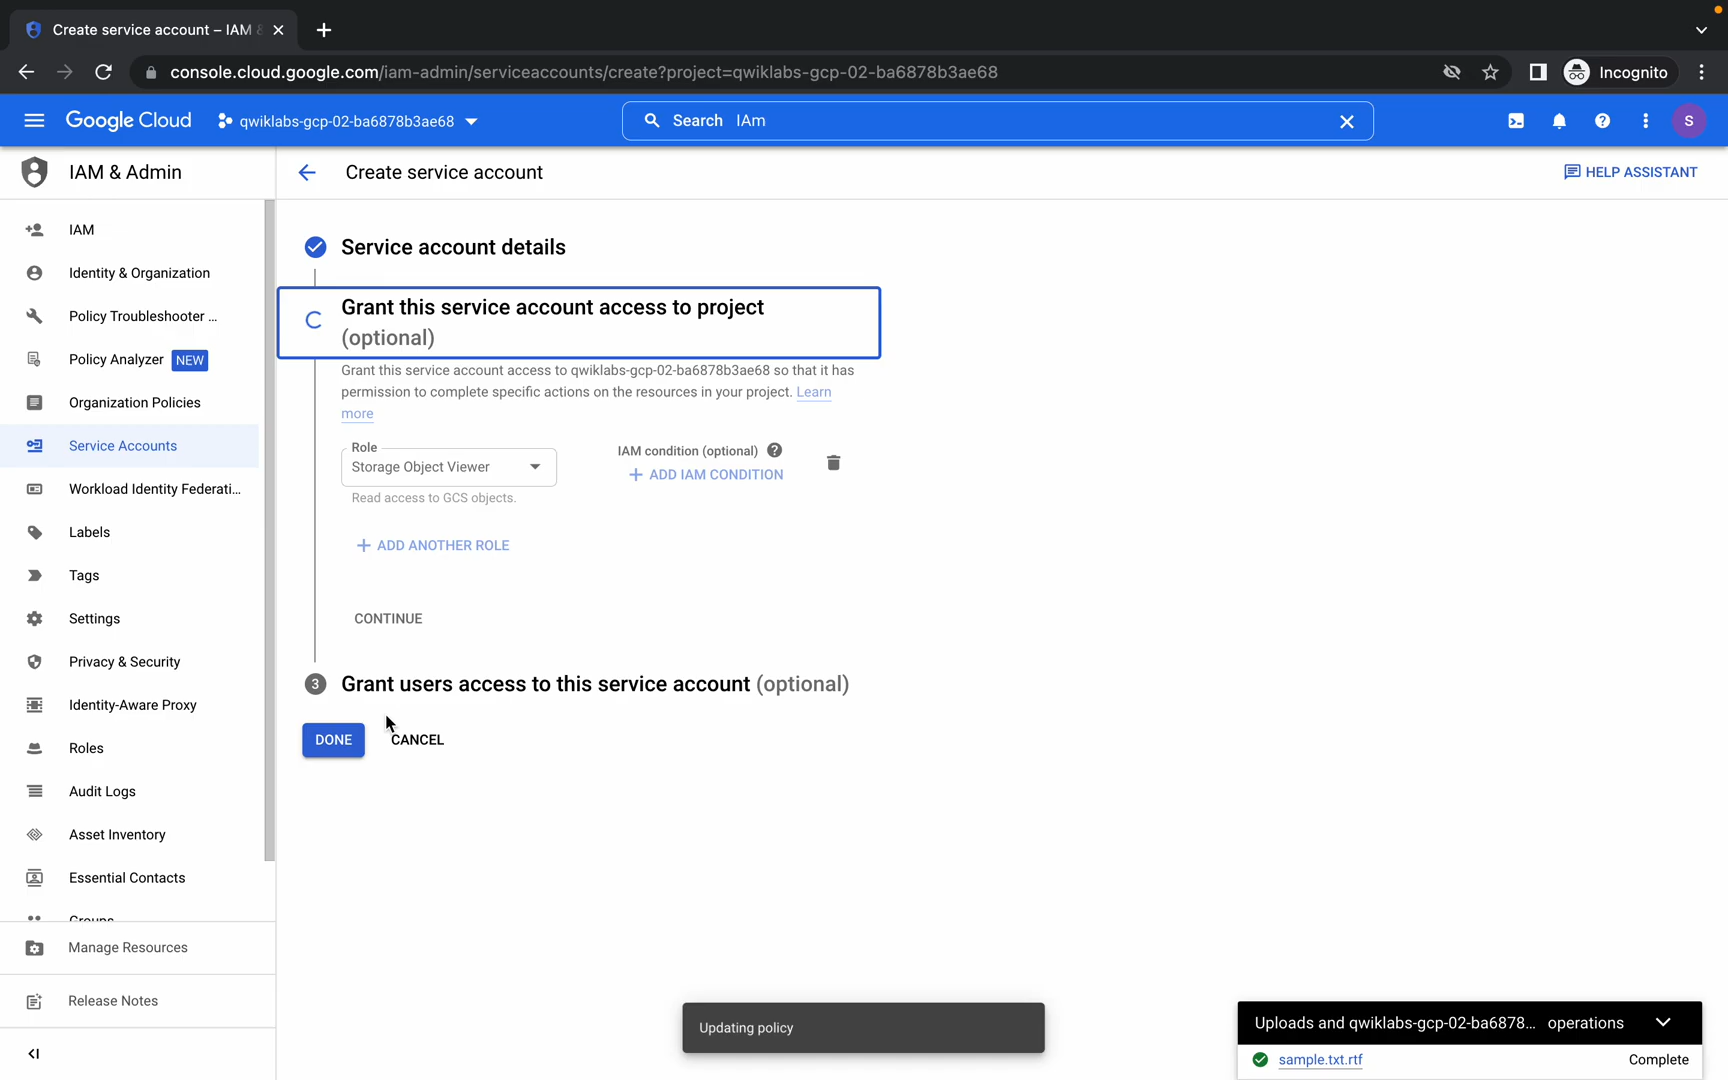 Create service account – IAM &
console.cloud.google.com/iam-admin/serviceaccounts/create?project=qwiklabs-gcp-02-ba6878b3ae68
Incognito
Google Cloud
qwiklabs-gcp-02-ba6878b3ae68
Search IAm
S
IAM & Admin
Create service account
HELP ASSISTANT
IAM
Identity & Organization
Policy Troubleshooter ...
Policy Analyzer NEW
Organization Policies
Service Accounts
Workload Identity Federati...
Labels
Tags
Settings
Privacy & Security
Identity-Aware Proxy
Roles
Audit Logs
Asset Inventory
Essential Contacts
Groups
Manage Resources
Release Notes
Service account details
Grant this service account access to project
(optional)
Grant this service account access to qwiklabs-gcp-02-ba6878b3ae68 so that it has
permission to complete specific actions on the resources in your project. Learn
more
Role
Storage Object Viewer
Read access to GCS objects.
IAM condition (optional)
ADD IAM CONDITION
ADD ANOTHER ROLE
CONTINUE
3 Grant users access to this service account (optional)
DONE
CANCEL
Updating policy
Uploads and qwiklabs-gcp-02-ba6878... operations
sample.txt.rtf
Complete